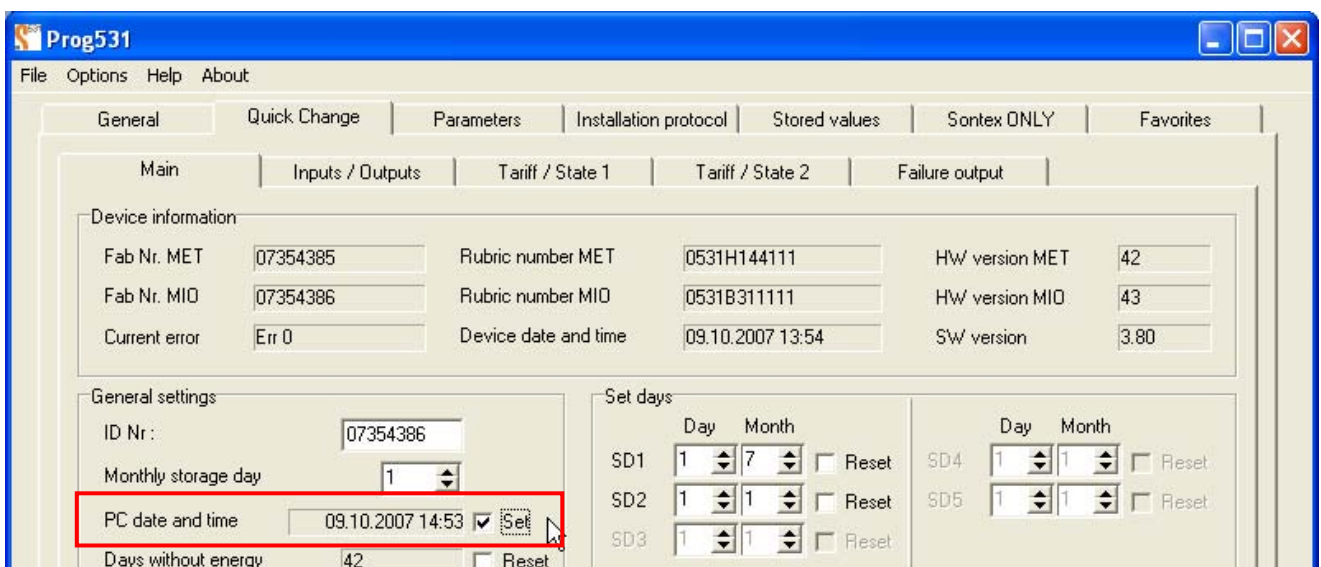 Prog531
File Options Help About
General Quick Change Parameters Installation protocol Stored values Sontex ONLY Favorites
Main Inputs / Outputs Tariff / State 1 Tariff / State 2 Failure output
Device information
Fab Nr. MET 07354385 Rubric number MET 0531H144111 HW version MET 42
Fab Nr. MIO 07354386 Rubric number MIO 0531B311111 HW version MIO 43
Current error Err 0 Device date and time 09.10.2007 13:54 SW version 3.80
General settings Set days
Day Month Day Month
ID Nr : 07354386
SD1 1 7 Reset SD4 1 1 Reset
Monthly storage day 1
SD2 1 1 Reset SD5 1 1 Reset
PC date and time 09.10.2007 14:53 Set
SD3 1 1 Reset
Days without energy 42 Reset